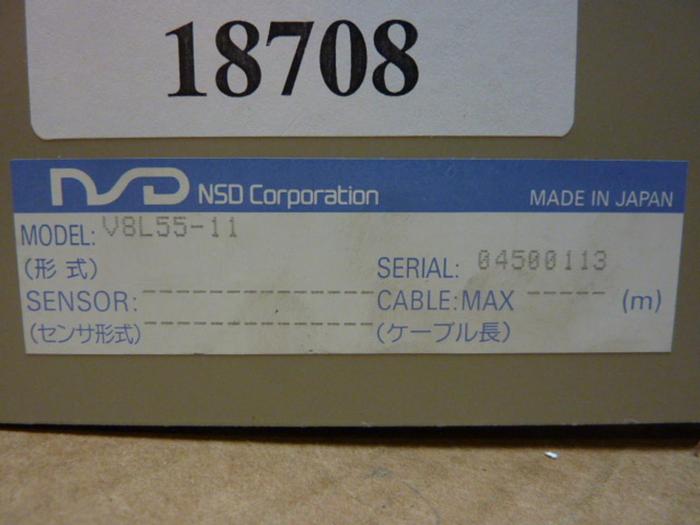 18708
NSD NSD Corporation MADE IN JAPAN
MODEL: V8L55-11
(形式)
SERIAL: 04500113
SENSOR: -------------- CABLE:MAX ----- (m)
(センサ形式) -------------- (ケーブル長)